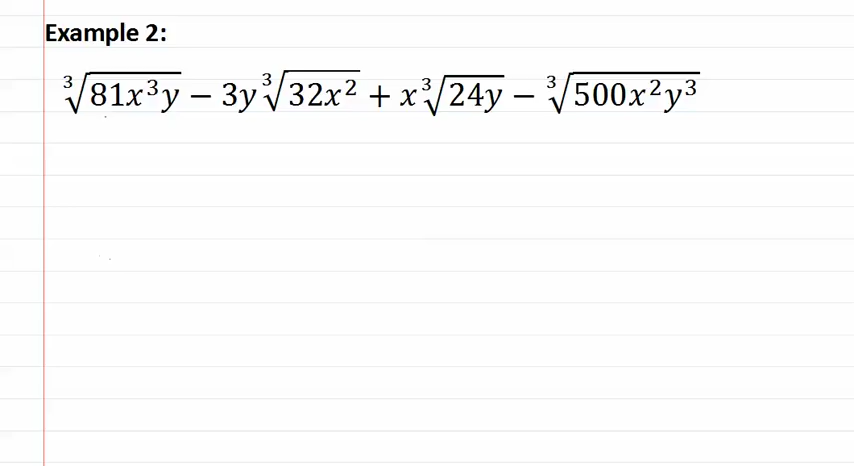 Example 2:
∛81x³y − 3y∛32x² + x∛24y − ∛500x²y³